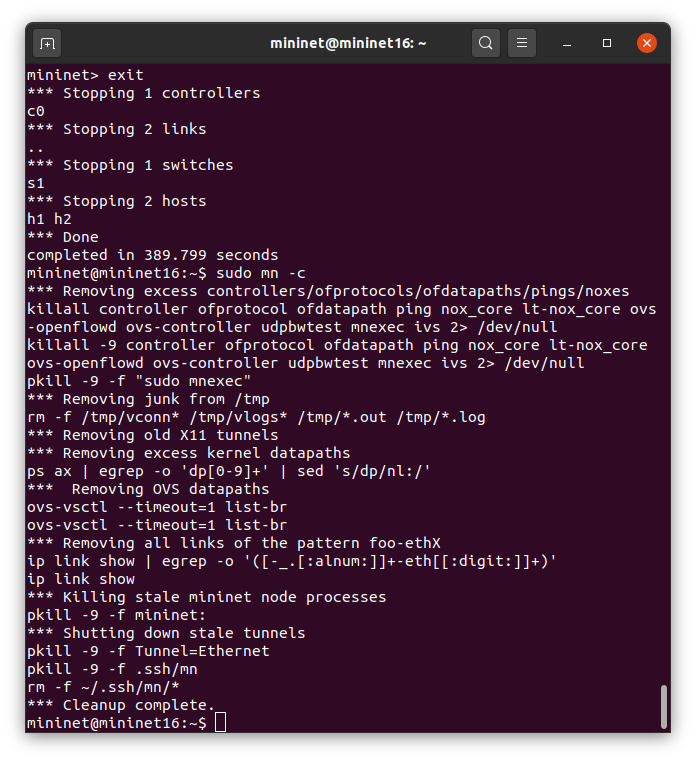 mininet@mininet16: ~
mininet> exit
*** Stopping 1 controllers
c0
*** Stopping 2 links
..
*** Stopping 1 switches
s1
*** Stopping 2 hosts
h1 h2
*** Done
completed in 389.799 seconds
mininet@mininet16:~$ sudo mn -c
*** Removing excess controllers/ofprotocols/ofdatapaths/pings/noxes
killall controller ofprotocol ofdatapath ping nox_core lt-nox_core ovs
-openflowd ovs-controller udpbwtest mnexec ivs 2> /dev/null
killall -9 controller ofprotocol ofdatapath ping nox_core lt-nox_core
ovs-openflowd ovs-controller udpbwtest mnexec ivs 2> /dev/null
pkill -9 -f "sudo mnexec"
*** Removing junk from /tmp
rm -f /tmp/vconn* /tmp/vlogs* /tmp/*.out /tmp/*.log
*** Removing old X11 tunnels
*** Removing excess kernel datapaths
ps ax | egrep -o 'dp[0-9]+' | sed 's/dp/nl:/'
***  Removing OVS datapaths
ovs-vsctl --timeout=1 list-br
ovs-vsctl --timeout=1 list-br
*** Removing all links of the pattern foo-ethX
ip link show | egrep -o '([-_.[:alnum:]]+-eth[[:digit:]]+)'
ip link show
*** Killing stale mininet node processes
pkill -9 -f mininet:
*** Shutting down stale tunnels
pkill -9 -f Tunnel=Ethernet
pkill -9 -f .ssh/mn
rm -f ~/.ssh/mn/*
*** Cleanup complete.
mininet@mininet16:~$